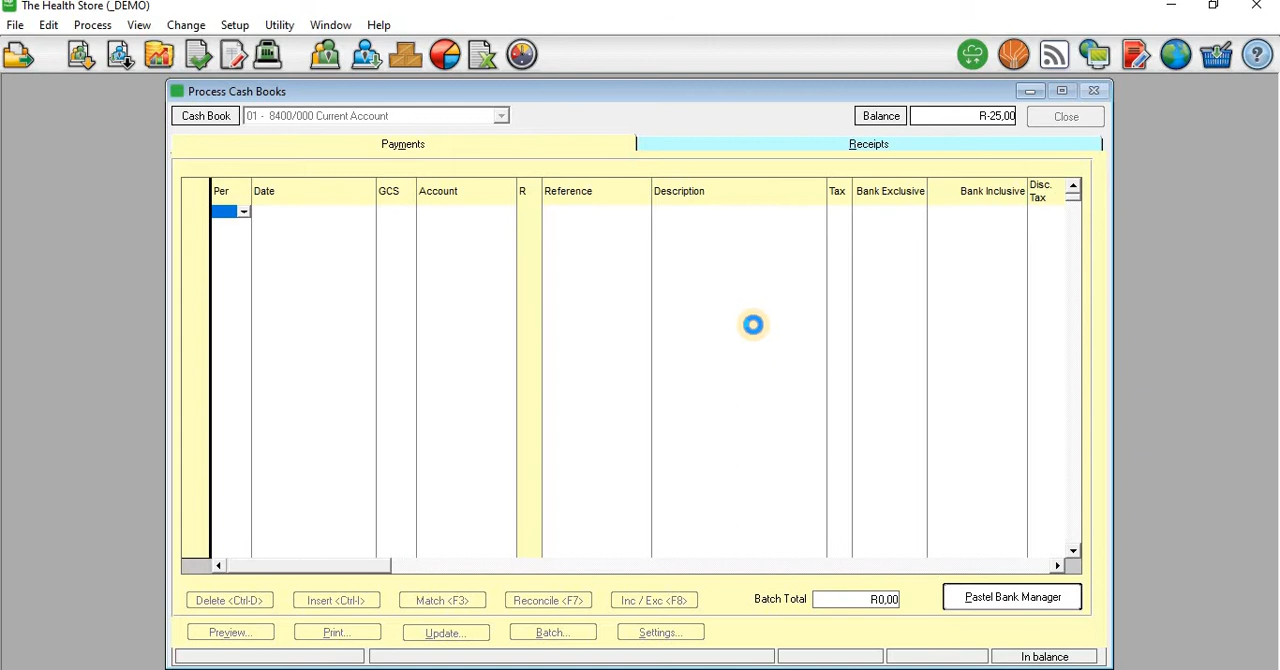 The Health Store (_DEMO)
File Edit Process View Change Setup Utility Window Help
Process Cash Books
Cash Book 01 - 8400/000 Current Account Balance R-25,00 Close
Payments Receipts
Per Date GCS Account R Reference Description Tax Bank Exclusive Bank Inclusive Disc. Tax
Delete <Ctrl-D> Insert <Ctrl-I> Match <F3> Reconcile <F7> Inc / Exc <F8> Batch Total R0,00 Pastel Bank Manager
Preview... Print... Update... Batch... Settings...
In balance